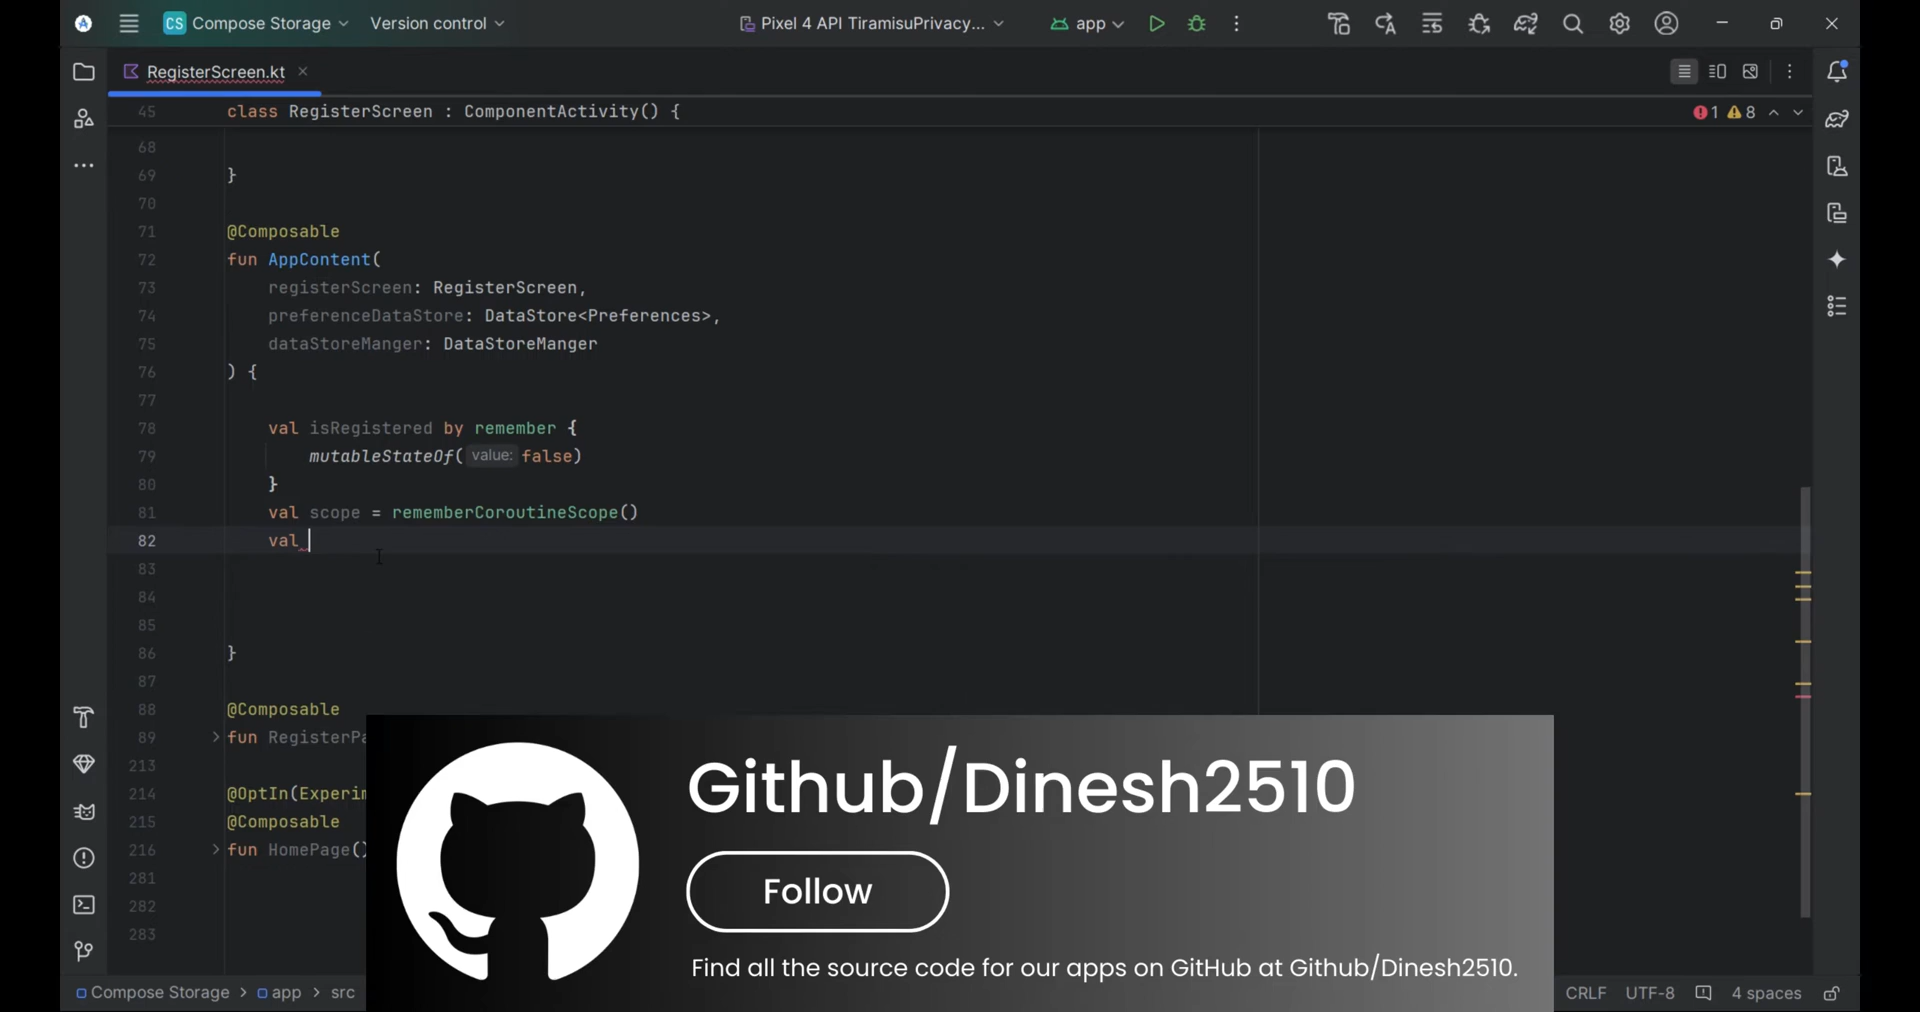 CS Compose Storage Version control Pixel 4 API TiramisuPrivacy... app
RegisterScreen.kt
45 class RegisterScreen : ComponentActivity() { 1 8
68
69 }
70
71 @Composable
72 fun AppContent(
73 registerScreen: RegisterScreen,
74 preferenceDataStore: DataStore<Preferences>,
75 dataStoreManger: DataStoreManger
76 ) {
77
78 val isRegistered by remember {
79 mutableStateOf( value: false)
80 }
81 val scope = rememberCoroutineScope()
82 val
83
84
85
86 }
87
88 @Composable
89 fun RegisterPa
213
214 @OptIn(Experim
215 @Composable
216 fun HomePage()
281
282
283
Github/Dinesh2510
Follow
Find all the source code for our apps on GitHub at Github/Dinesh2510.
Compose Storage > app > src CRLF UTF-8 4 spaces